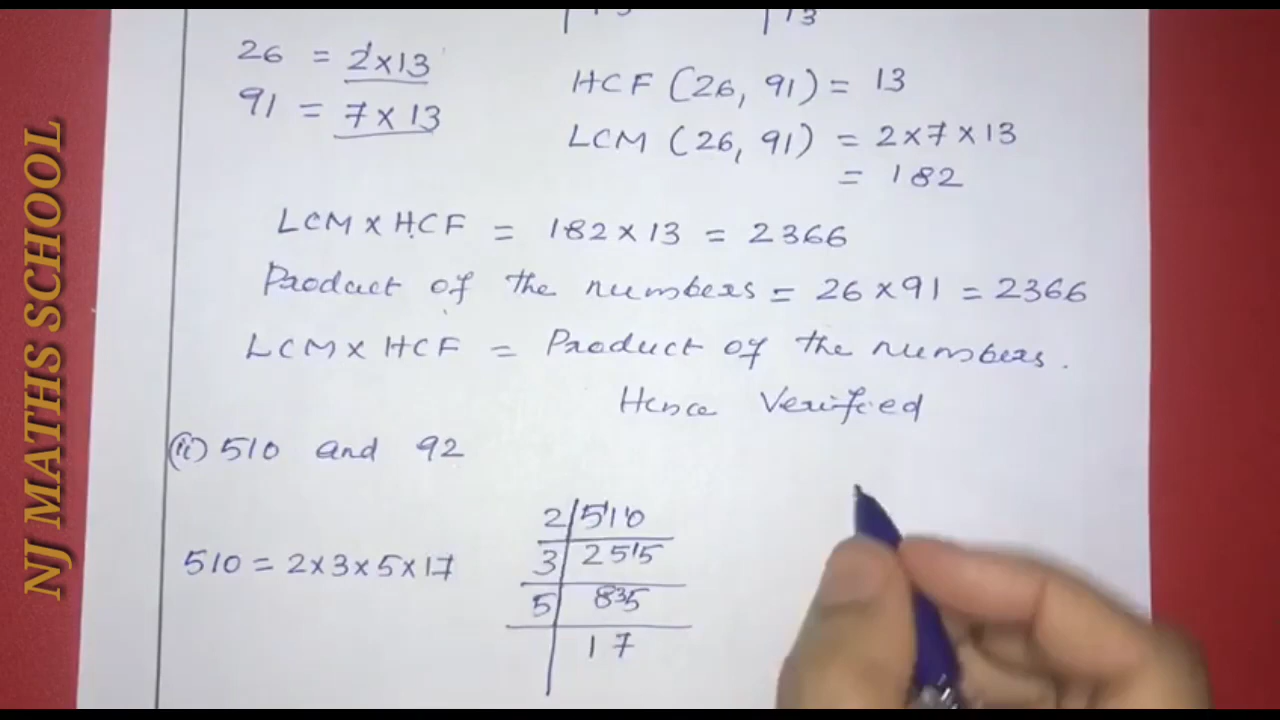 NJ MATHS SCHOOL
13 13
26 = 2×13
91 = 7×13
HCF (26, 91) = 13
LCM (26, 91) = 2×7×13
= 182
LCM × HCF = 182×13 = 2366
Product of the numbers = 26×91 = 2366
LCM × HCF = Product of the numbers.
Hence Verified
(ii) 510 and 92
510 = 2×3×5×17
2 | 510
3 | 255
5 | 85
17